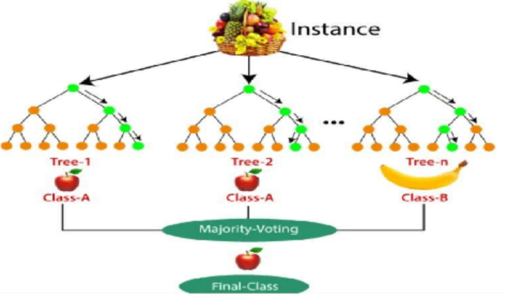 Instance
Tree-1
Tree-2
...
Tree-n
Class-A
Class-A
Class-B
Majority-Voting
Final-Class